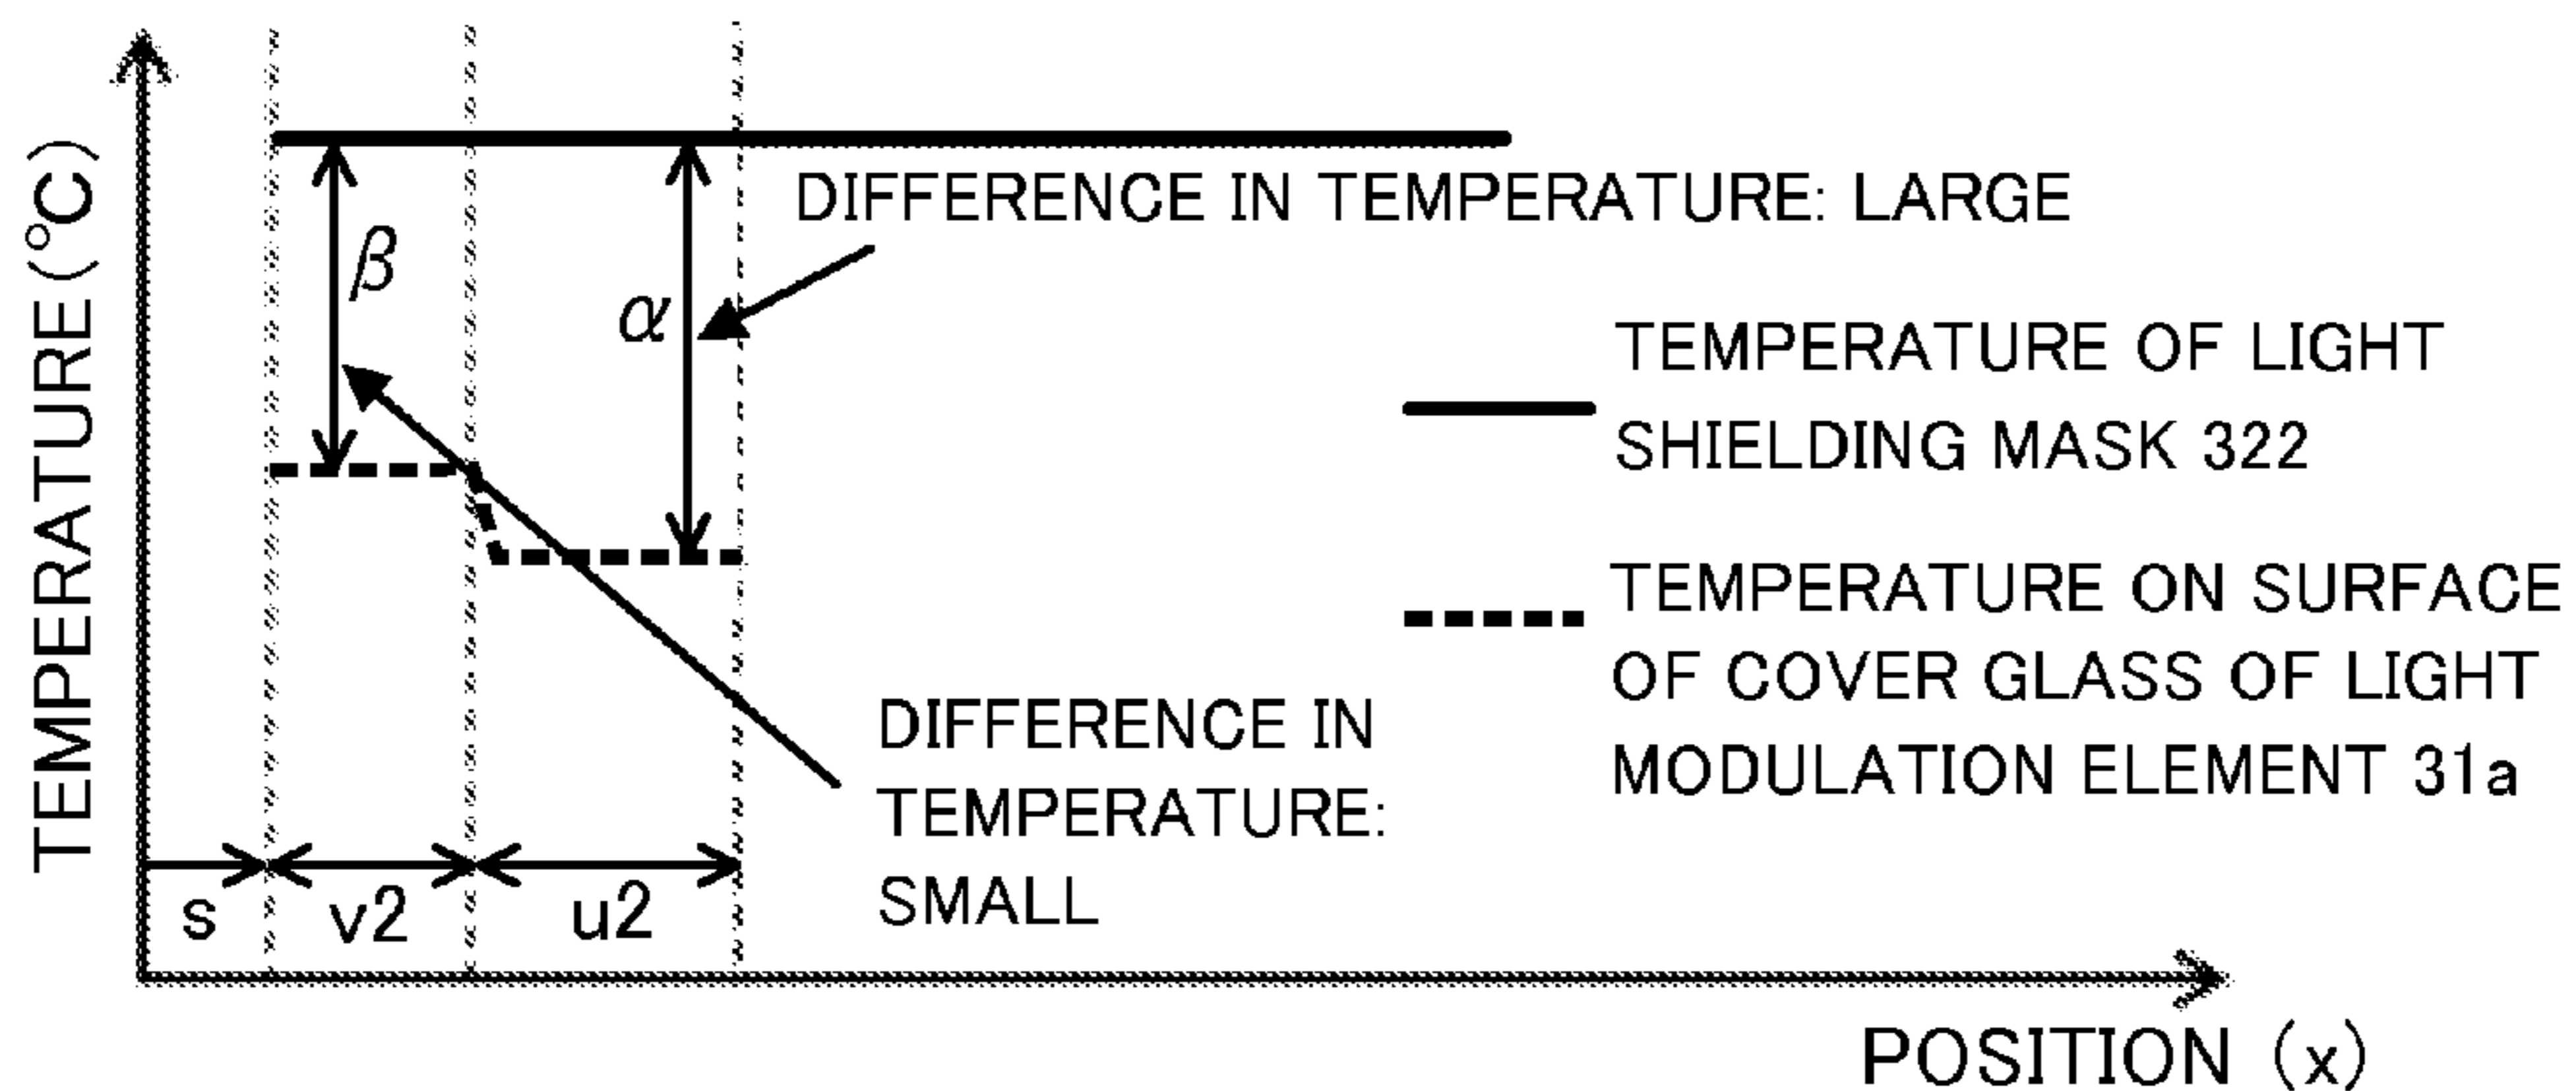 TEMPERATURE (°C)
β
α
DIFFERENCE IN TEMPERATURE: LARGE
TEMPERATURE OF LIGHT
SHIELDING MASK 322
TEMPERATURE ON SURFACE
OF COVER GLASS OF LIGHT
MODULATION ELEMENT 31a
DIFFERENCE IN
TEMPERATURE:
SMALL
s
v2
u2
POSITION (x)